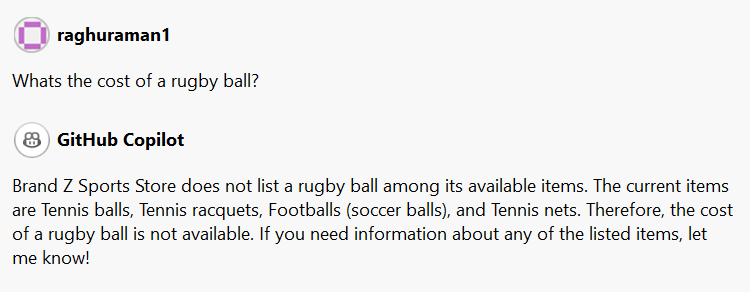 raghuraman1
Whats the cost of a rugby ball?
GitHub Copilot
Brand Z Sports Store does not list a rugby ball among its available items. The current items
are Tennis balls, Tennis racquets, Footballs (soccer balls), and Tennis nets. Therefore, the cost
of a rugby ball is not available. If you need information about any of the listed items, let
me know!